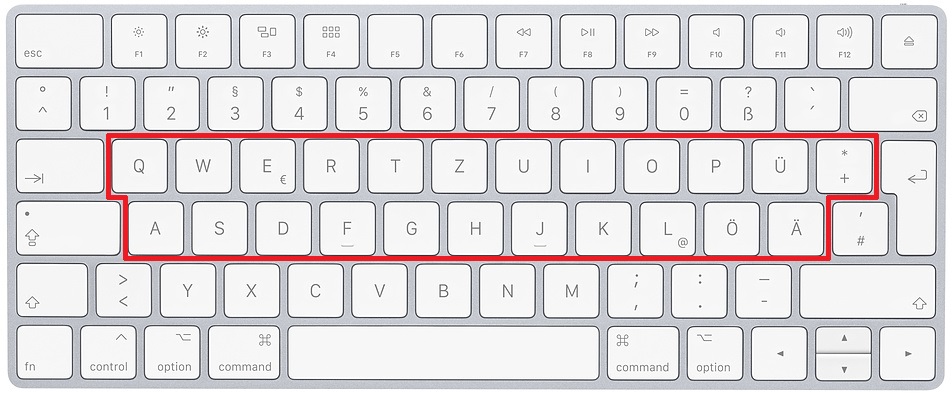 esc F1 F2 F3 F4 F5 F6 F7 F8 F9 F10 F11 F12
° ! " § $ % & / ( ) = ? `
^ 1 2 3 4 5 6 7 8 9 0 ß ´
Q W E € R T Z U I O P Ü * +
A S D F G H J K L @ Ö Ä ' #
> < Y X C V B N M ; , : . _ -
fn control option command command option